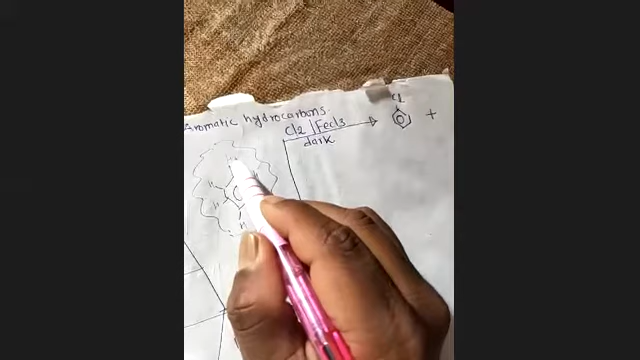 Aromatic hydrocarbons.
Cl2 | Fecl3
dark
cl
+
H
H
H
H